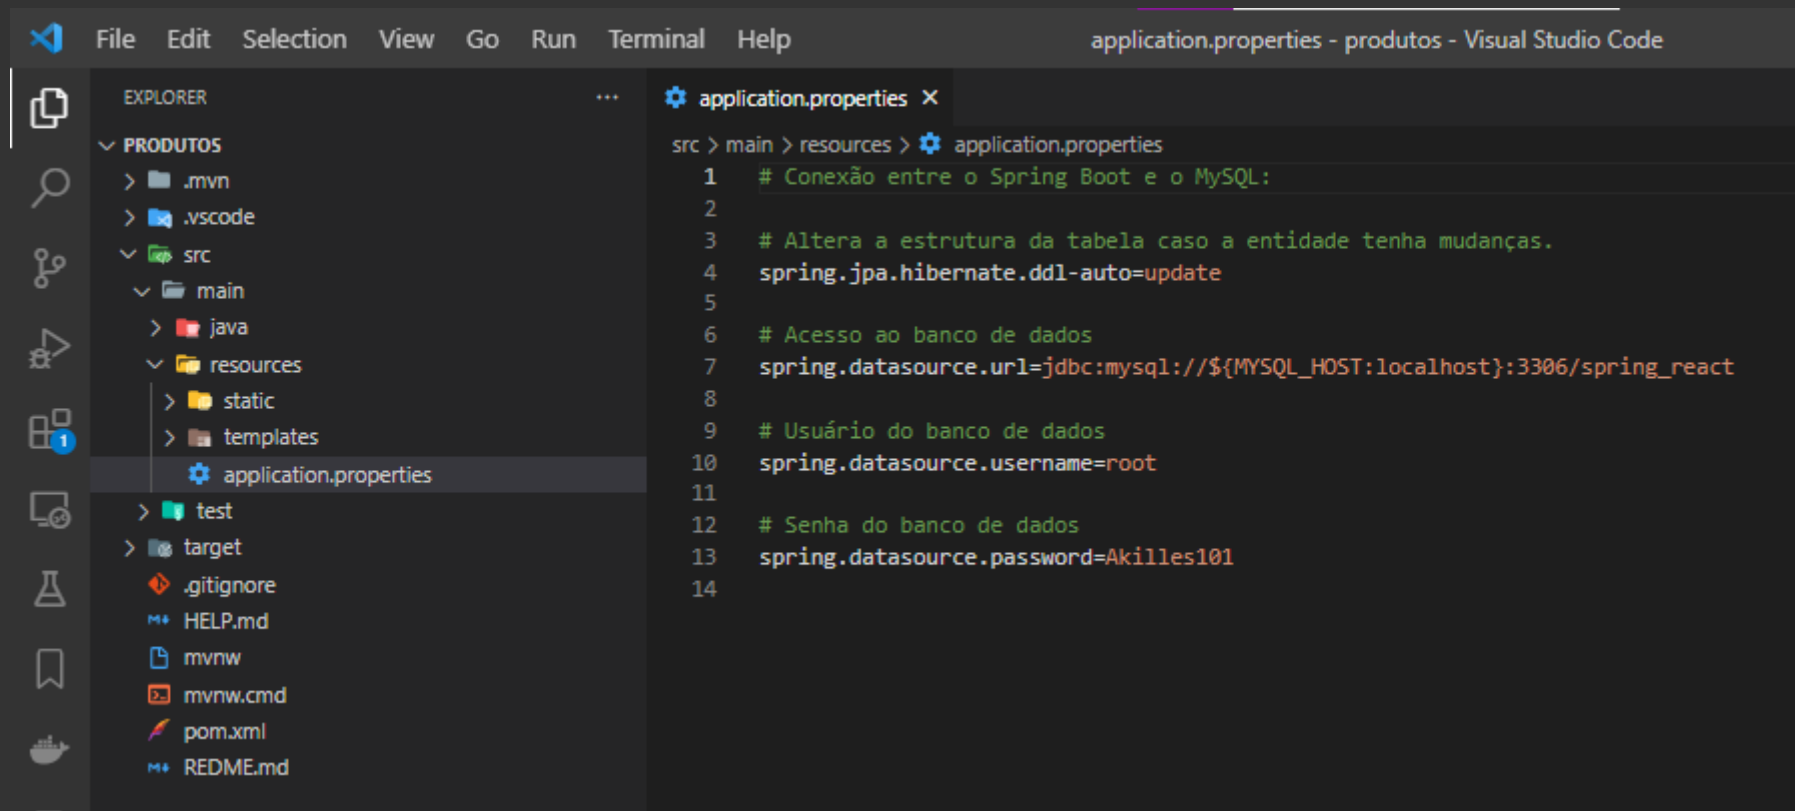 File Edit Selection View Go Run Terminal Help application.properties - produtos - Visual Studio Code
EXPLORER ···
PRODUTOS
.mvn
.vscode
src
main
java
resources
static
templates
application.properties
test
target
.gitignore
HELP.md
mvnw
mvnw.cmd
pom.xml
REDME.md
1
application.properties
src > main > resources > application.properties
1 # Conexão entre o Spring Boot e o MySQL:
2
3 # Altera a estrutura da tabela caso a entidade tenha mudanças.
4 spring.jpa.hibernate.ddl-auto=update
5
6 # Acesso ao banco de dados
7 spring.datasource.url=jdbc:mysql://${MYSQL_HOST:localhost}:3306/spring_react
8
9 # Usuário do banco de dados
10 spring.datasource.username=root
11
12 # Senha do banco de dados
13 spring.datasource.password=Akilles101
14